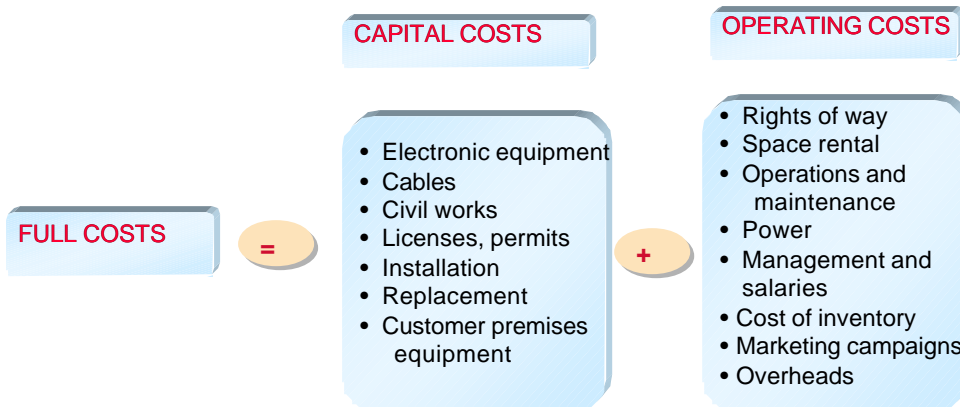 FULL COSTS
=
CAPITAL COSTS
• Electronic equipment
• Cables
• Civil works
• Licenses, permits
• Installation
• Replacement
• Customer premises
equipment
+
OPERATING COSTS
• Rights of way
• Space rental
• Operations and
maintenance
• Power
• Management and
salaries
• Cost of inventory
• Marketing campaigns
• Overheads